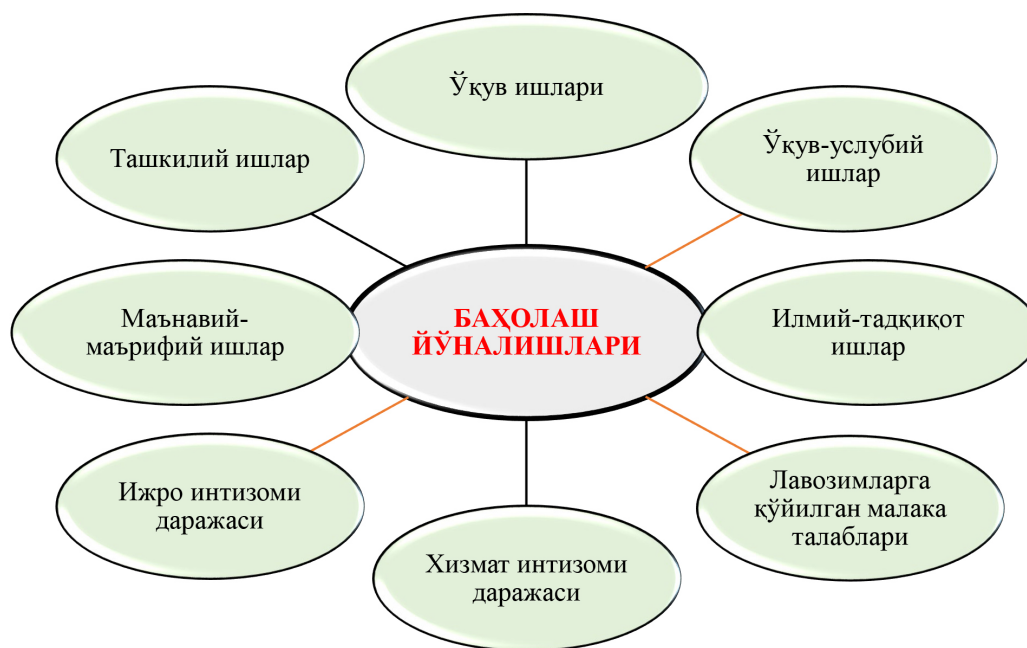 Ўқув ишлари
Ташкилий ишлар
Ўқув-услубий
ишлар
Маънавий-
маърифий ишлар
БАҲОЛАШ
ЙЎНАЛИШЛАРИ
Илмий-тадқиқот
ишлар
Ижро интизоми
даражаси
Хизмат интизоми
даражаси
Лавозимларга
қўйилган малака
талаблари